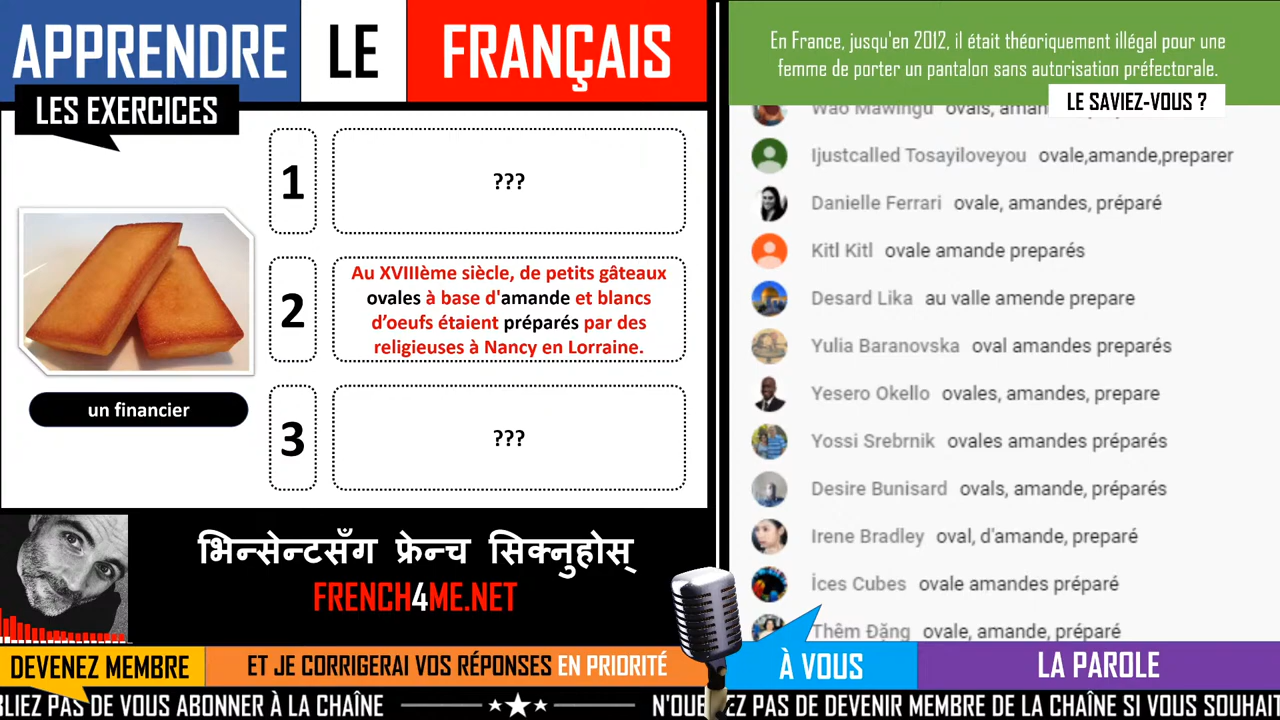 APPRENDRE LE FRANÇAIS
LES EXERCICES
1
???
2
Au XVIIIème siècle, de petits gâteaux
ovales à base d'amande et blancs
d'oeufs étaient préparés par des
religieuses à Nancy en Lorraine.
3
???
un financier
भिन्सेन्टसँग फ्रेन्च सिक्नुहोस्
FRENCH4ME.NET
DEVENEZ MEMBRE
ET JE CORRIGERAI VOS RÉPONSES EN PRIORITÉ
En France, jusqu'en 2012, il était théoriquement illégal pour une
femme de porter un pantalon sans autorisation préfectorale.
LE SAVIEZ-VOUS ?
Wao Mawingu ovals,
Ijustcalled Tosayiloveyou ovale,amande,preparer
Danielle Ferrari ovale, amandes, préparé
Kitl Kitl ovale amande preparés
Desard Lika au valle amende prepare
Yulia Baranovska oval amandes preparés
Yesero Okello ovales, amandes, prepare
Yossi Srebrnik ovales amandes préparés
Desire Bunisard ovals, amande, préparés
Irene Bradley oval, d'amande, preparé
İces Cubes ovale amandes préparé
Thêm Đặng ovale, amande, préparé
À VOUS LA PAROLE
PAS DE VOUS ABONNER À LA CHAÎNE
PAS DE DEVENIR MEMBRE DE LA CHAÎNE SI VOUS